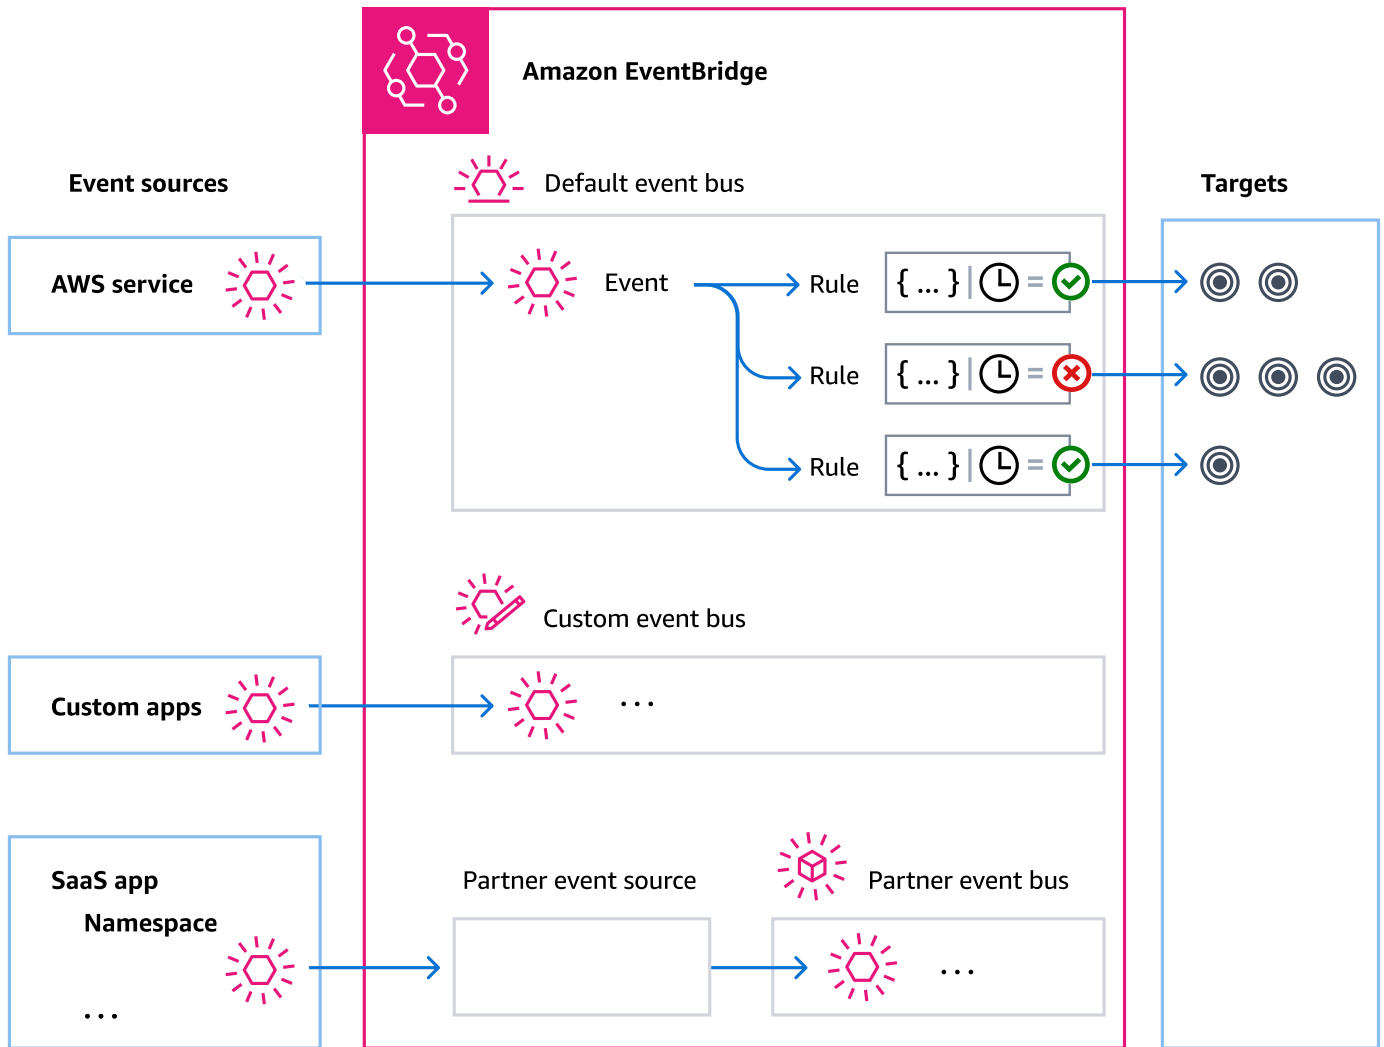 Amazon EventBridge
Event sources
Default event bus
Targets
AWS service
Event
Rule
{ ... } | =
Rule
{ ... } | =
Rule
{ ... } | =
Custom event bus
Custom apps
...
SaaS app
Partner event source
Partner event bus
Namespace
...
...